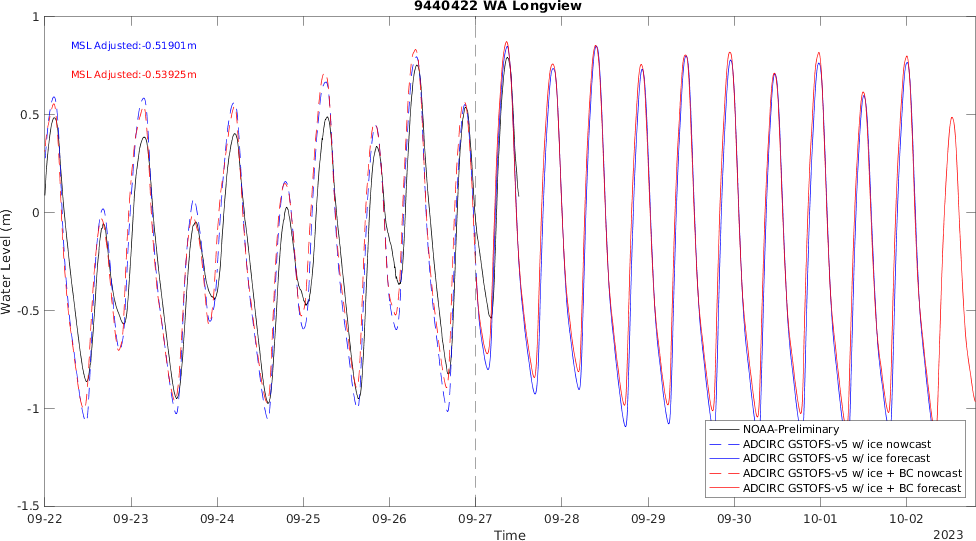 9440422 WA Longview
MSL Adjusted:-0.51901m
MSL Adjusted:-0.53925m
Water Level (m)
1
0.5
0
-0.5
-1
-1.5
NOAA-Preliminary
ADCIRC GSTOFS-v5 w/ ice nowcast
ADCIRC GSTOFS-v5 w/ ice forecast
ADCIRC GSTOFS-v5 w/ ice + BC nowcast
ADCIRC GSTOFS-v5 w/ ice + BC forecast
09-22 09-23 09-24 09-25 09-26 09-27 09-28 09-29 09-30 10-01 10-02
Time
2023